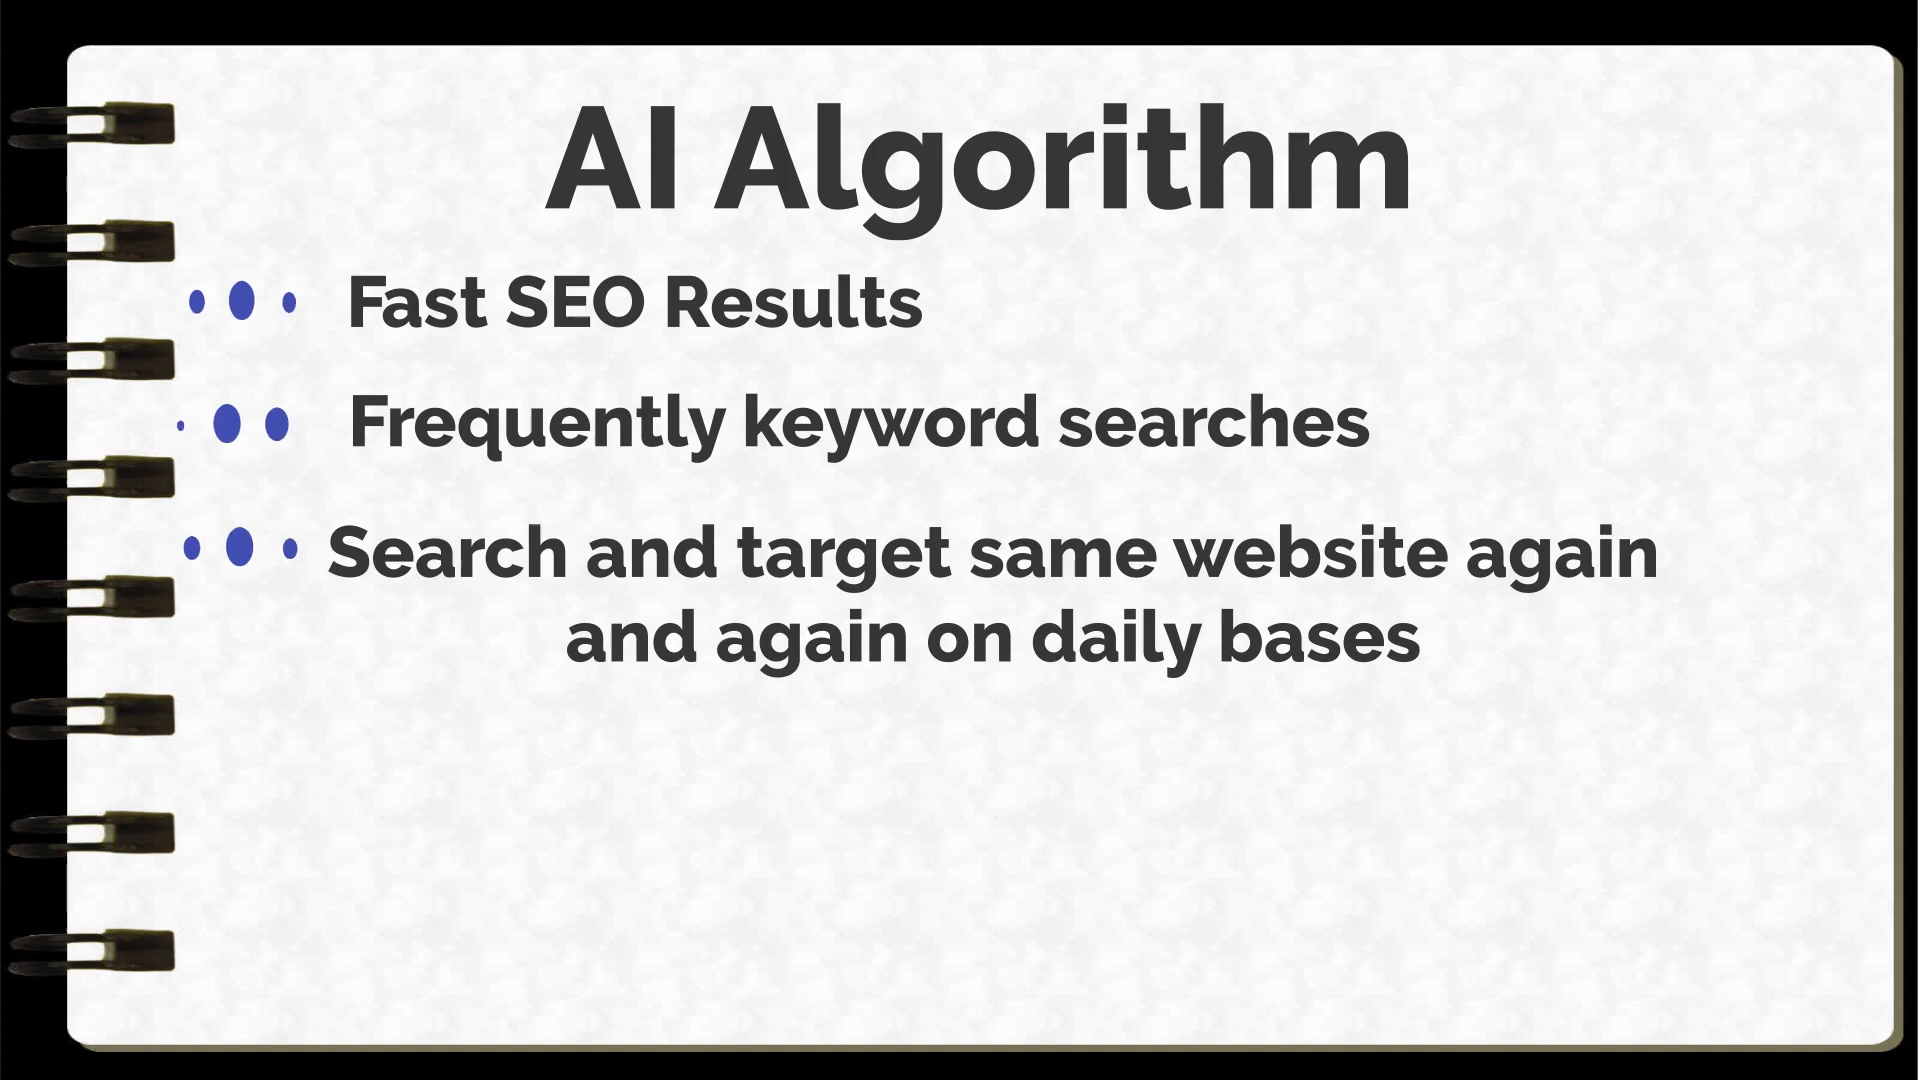 AI Algorithm
Fast SEO Results
Frequently keyword searches
Search and target same website again
and again on daily bases